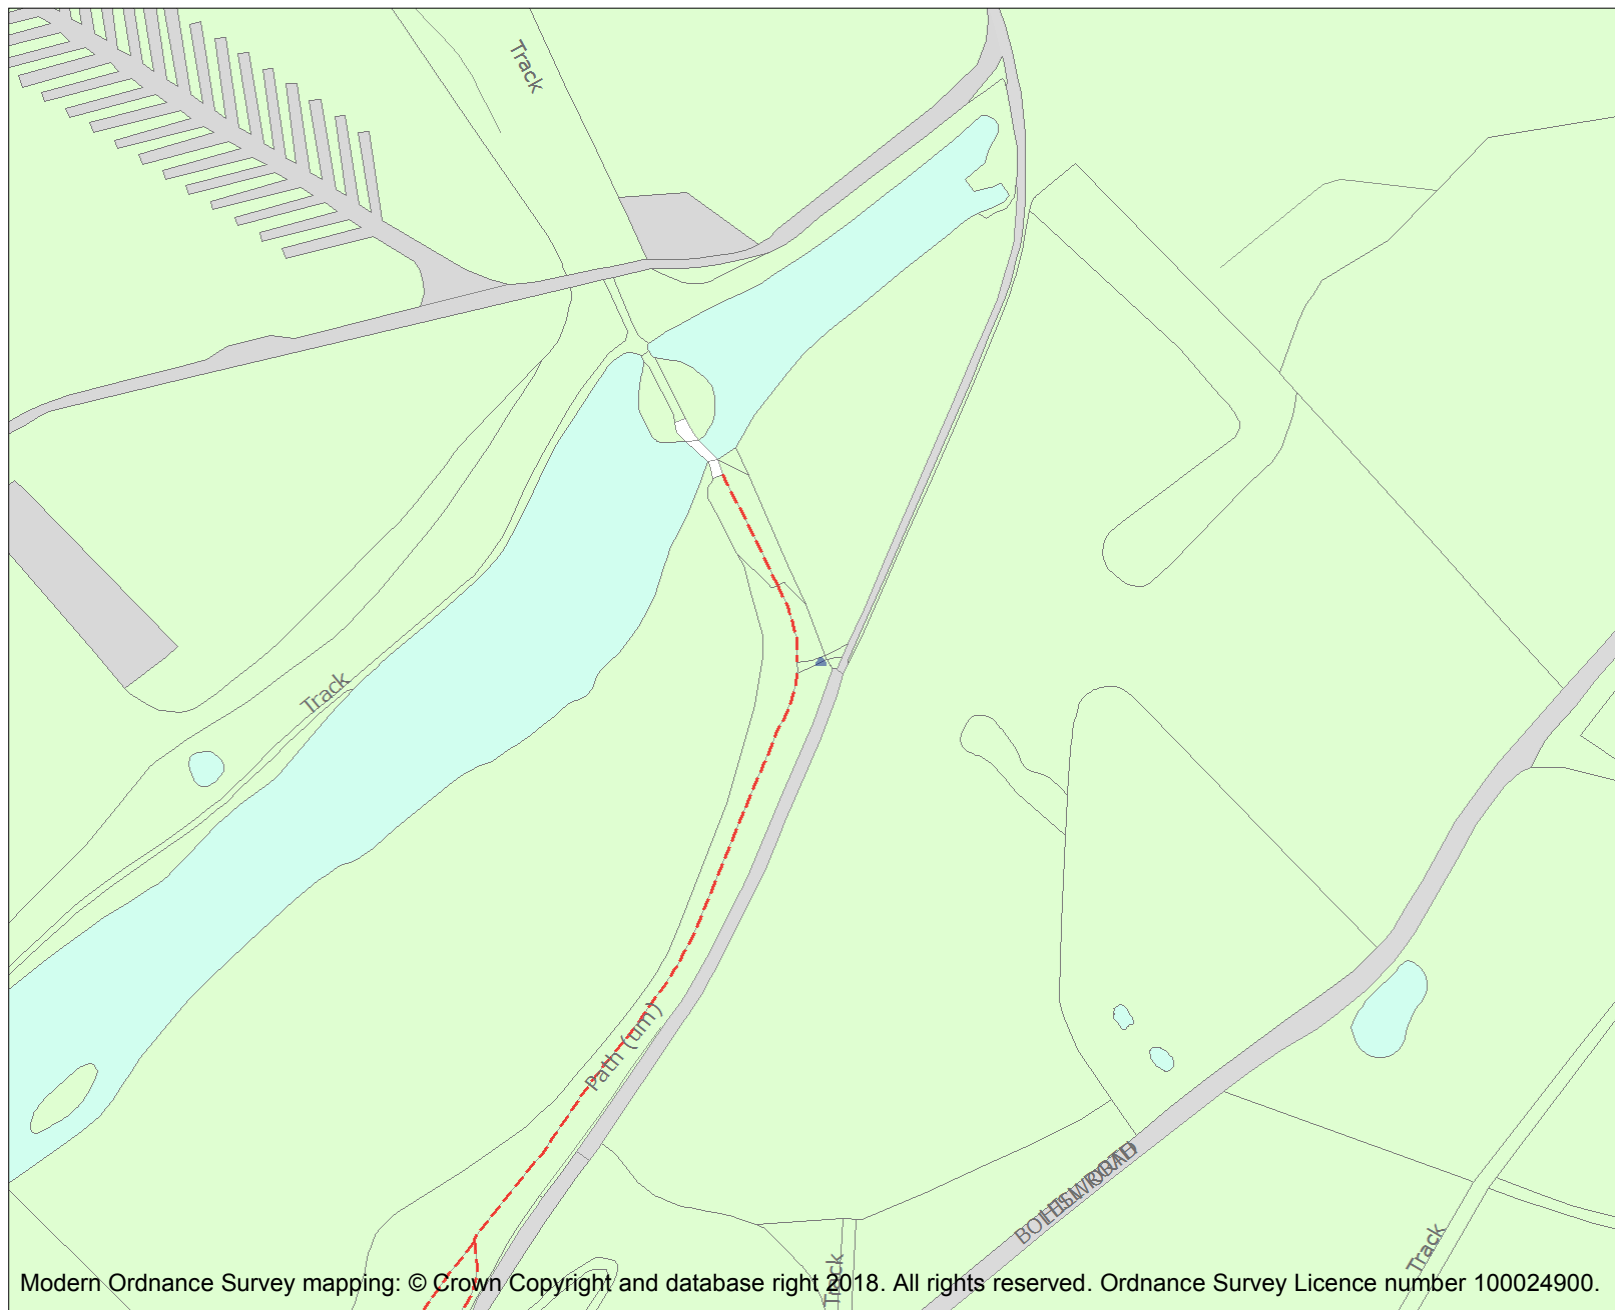 Track
Track
Path (um)
Track
Track
Modern Ordnance Survey mapping: © Crown Copyright and database right 2018. All rights reserved. Ordnance Survey Licence number 100024900.